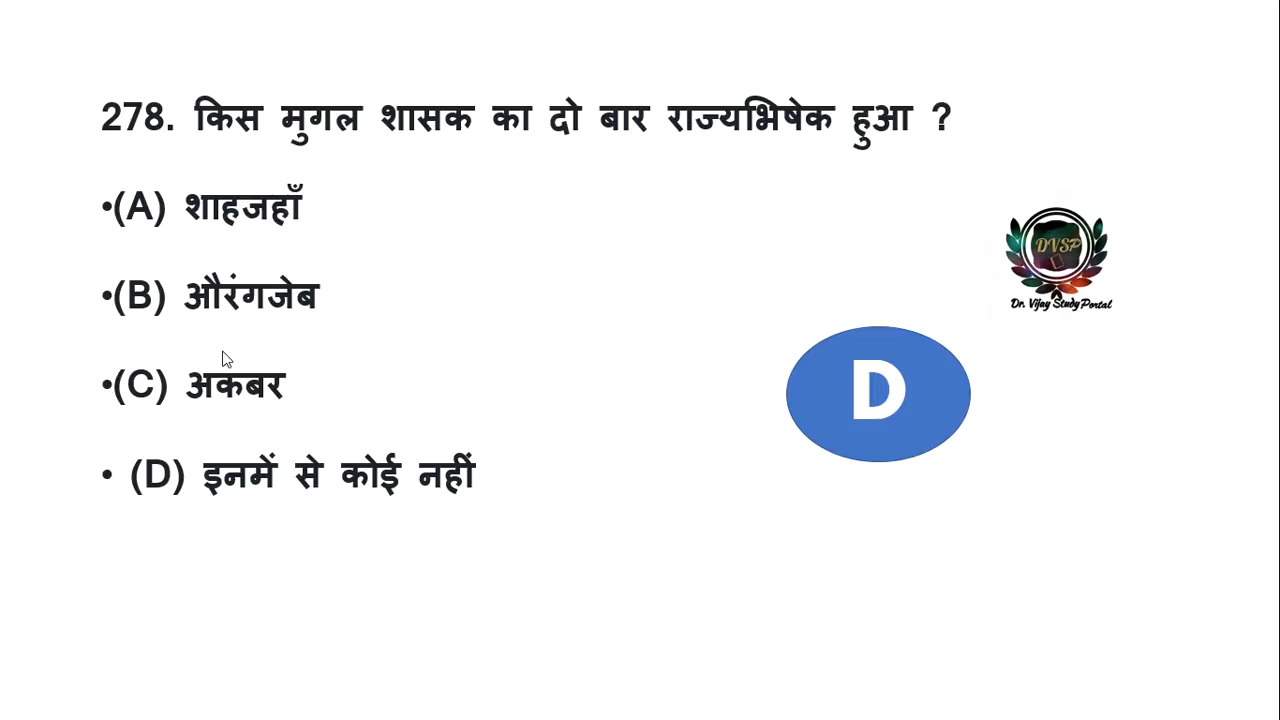 278. किस मुगल शासक का दो बार राज्यभिषेक हुआ ?
•(A) शाहजहाँ
•(B) औरंगजेब
•(C) अकबर
• (D) इनमें से कोई नहीं
DVSP
Dr. Vijay Study Portal
D